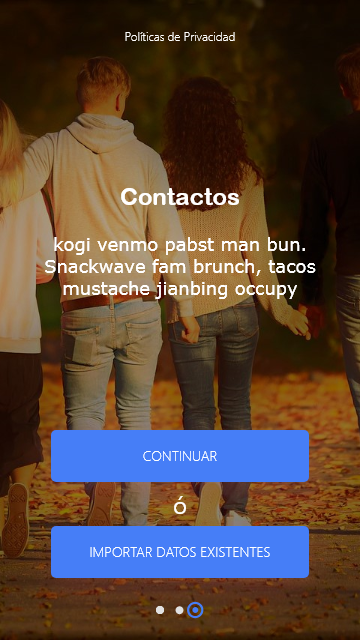 Políticas de Privacidad
Contactos
kogi venmo pabst man bun.
Snackwave fam brunch, tacos
mustache jianbing occupy
CONTINUAR
Ó
IMPORTAR DATOS EXISTENTES